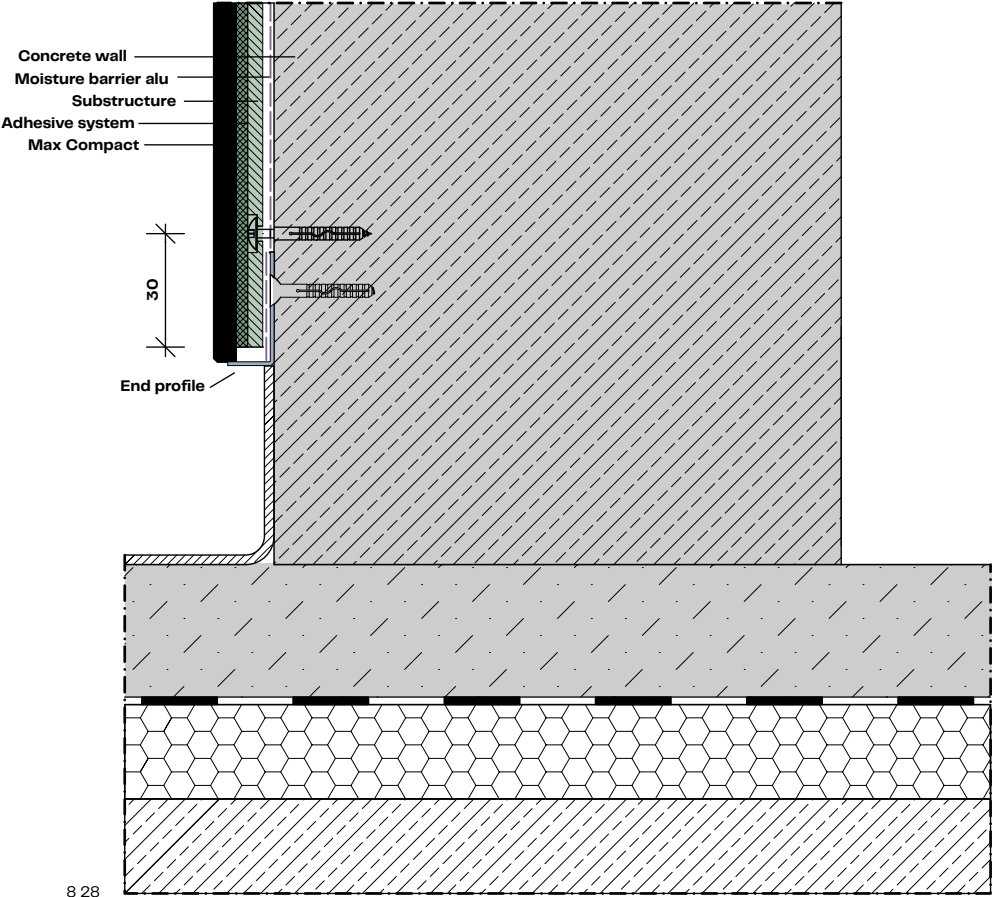 Concrete wall
Moisture barrier alu
Substructure
Adhesive system
Max Compact
30
End profile
8 28